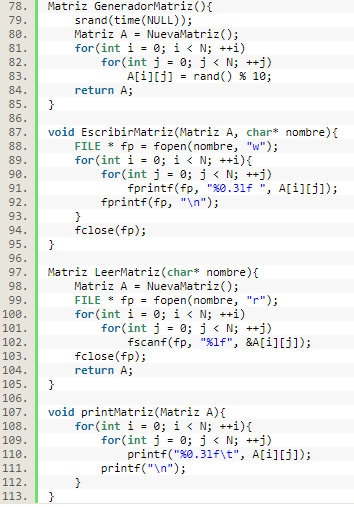 78. Matriz GeneradorMatriz(){
79.     srand(time(NULL));
80.     Matriz A = NuevaMatriz();
81.     for(int i = 0; i < N; ++i)
82.         for(int j = 0; j < N; ++j)
83.             A[i][j] = rand() % 10;
84.     return A;
85. }
86.
87. void EscribirMatriz(Matriz A, char* nombre){
88.     FILE * fp = fopen(nombre, "w");
89.     for(int i = 0; i < N; ++i){
90.         for(int j = 0; j < N; ++j)
91.             fprintf(fp, "%0.3lf ", A[i][j]);
92.         fprintf(fp, "\n");
93.     }
94.     fclose(fp);
95. }
96.
97. Matriz LeerMatriz(char* nombre){
98.     Matriz A = NuevaMatriz();
99.     FILE * fp = fopen(nombre, "r");
100.     for(int i = 0; i < N; ++i)
101.         for(int j = 0; j < N; ++j)
102.             fscanf(fp, "%lf", &A[i][j]);
103.     fclose(fp);
104.     return A;
105. }
106.
107. void printMatriz(Matriz A){
108.     for(int i = 0; i < N; ++i){
109.         for(int j = 0; j < N; ++j)
110.             printf("%0.3lf\t", A[i][j]);
111.         printf("\n");
112.     }
113. }